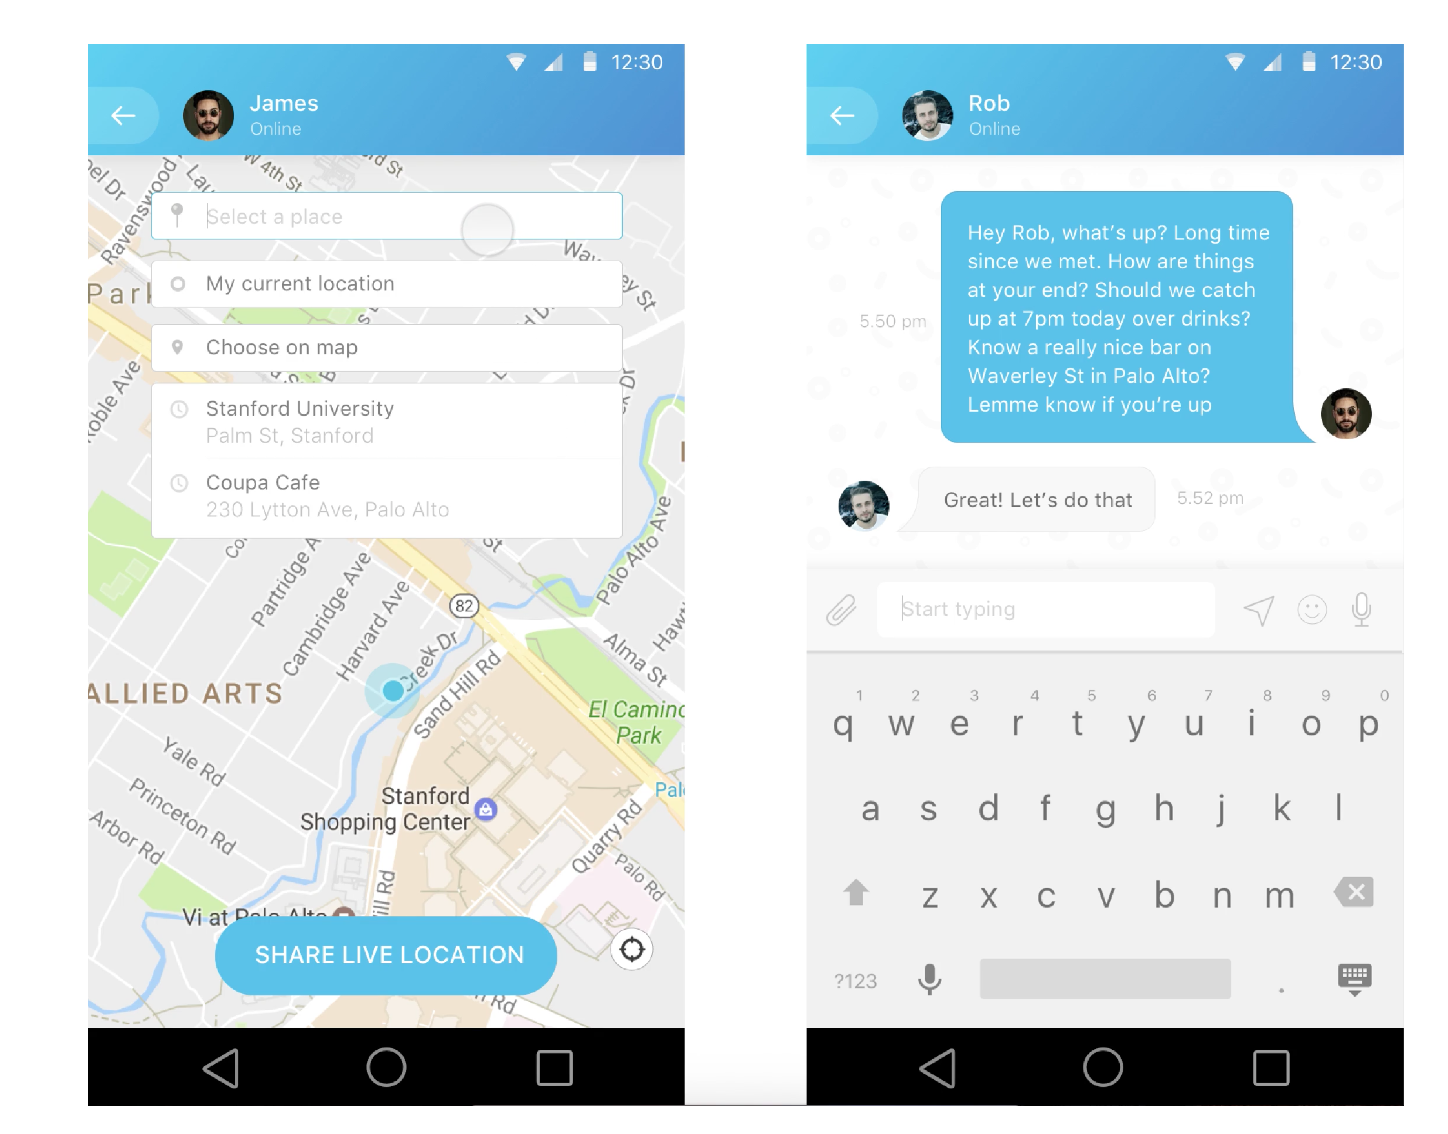 12:30
James
Online
W 4th St
Ravenswood
Select a place
My current location
Choose on map
Stanford University
Palm St, Stanford
Coupa Cafe
230 Lytton Ave, Palo Alto
Partridge A
Cambridge Ave
Harvard Ave
82
Creek Dr
Sand Hill Rd
Palo Alto Ave
Alma St
ALLIED ARTS
El Camino
Park
Yale Rd
Princeton Rd
Arbor Rd
Stanford
Shopping Center
Quarry Rd
Palo Rd
Vi at Palo Alto
SHARE LIVE LOCATION
12:30
Rob
Online
Hey Rob, what's up? Long time
since we met. How are things
at your end? Should we catch
up at 7pm today over drinks?
Know a really nice bar on
Waverley St in Palo Alto?
Lemme know if you're up
5.50 pm
Great! Let's do that
5.52 pm
Start typing
1 2 3 4 5 6 7 8 9 0
q w e r t y u i o p
a s d f g h j k l
z x c v b n m
?123 .